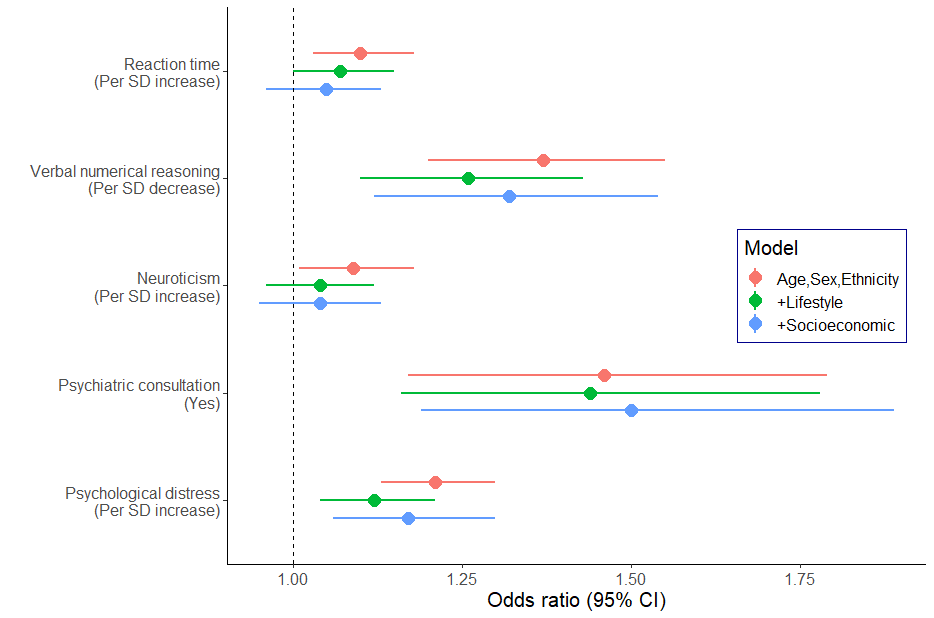 Reaction time
(Per SD increase)
Verbal numerical reasoning
(Per SD decrease)
Neuroticism
(Per SD increase)
Psychiatric consultation
(Yes)
Psychological distress
(Per SD increase)
Model
Age,Sex,Ethnicity
+Lifestyle
+Socioeconomic
1.00 1.25 1.50 1.75
Odds ratio (95% CI)